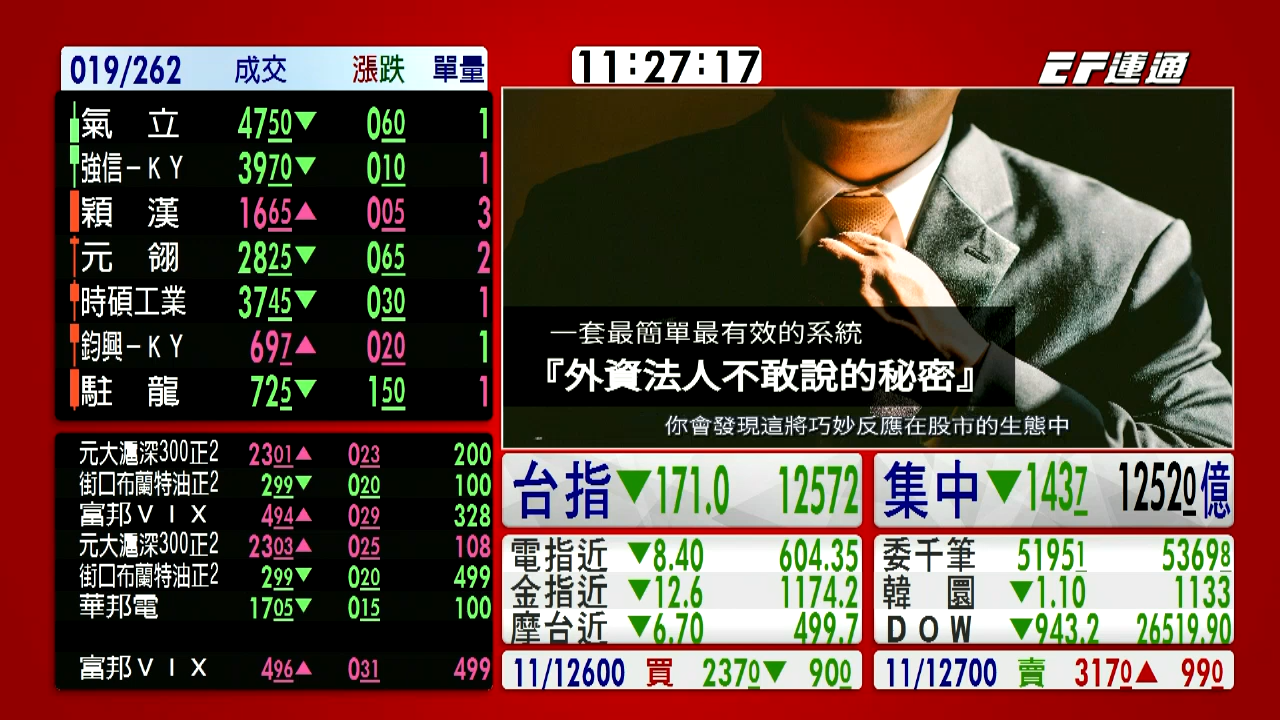 019/262 成交 漲跌 單量
氣立 4750▼ 060 1
強信-KY 3970▼ 010 1
穎漢 1665▲ 005 3
元翎 2825▼ 065 2
時碩工業 3745▼ 030 1
鈞興-KY 697▲ 020 1
駐龍 725▼ 150 1
元大滬深300正2 2301▲ 023 200
街口布蘭特油正2 299▼ 020 100
富邦VIX 494▲ 029 328
元大滬深300正2 2303▲ 025 108
街口布蘭特油正2 299▼ 020 499
華邦電 1705▼ 015 100
富邦VIX 496▲ 031 499
11:27:17
EF運通
一套最簡單最有效的系統
『外資法人不敢說的秘密』
你會發現這將巧妙反應在股市的生態中
台指▼171.0 12572
集中▼1437 12520億
電指近 ▼8.40 604.35
金指近 ▼12.6 1174.2
摩台近 ▼6.70 499.7
委千筆 51951 53698
韓圜 ▼1.10 1133
DOW ▼943.2 26519.90
11/12600 買 2370▼ 900
11/12700 賣 3170▲ 990